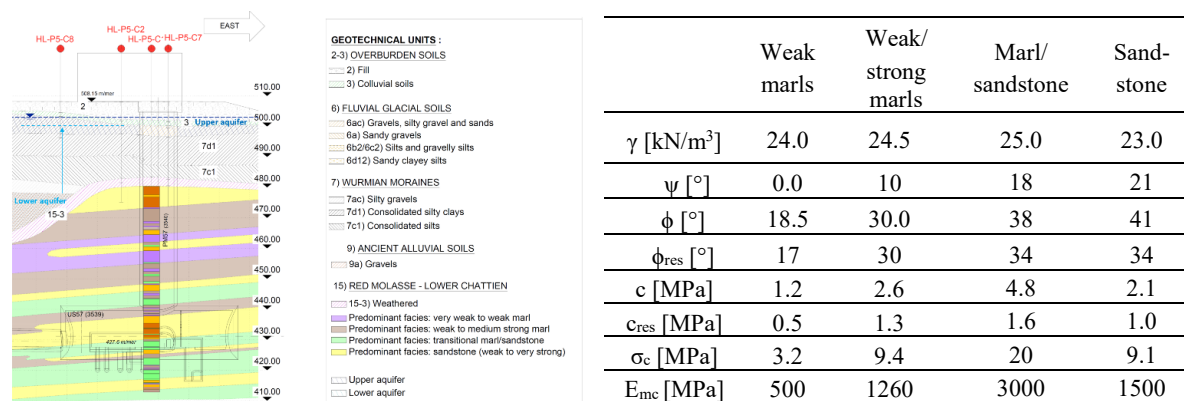 EAST
HL-P5-C8
HL-P5-C2
HL-P5-C1
HL-P5-C7
508.15 m/mer
2
510.00
500.00
3 Upper aquifer
7d1
490.00
7c1
480.00
Lower aquifer
15-3
470.00
460.00
450.00
440.00
US57 (3539)
430.00
427.0 m/mer
420.00
410.00
GEOTECHNICAL UNITS :
2-3) OVERBURDEN SOILS
2) Fill
3) Colluvial soils
6) FLUVIAL GLACIAL SOILS
6ac) Gravels, silty gravel and sands
6a) Sandy gravels
6b2/6c2) Silts and gravelly silts
6d12) Sandy clayey silts
7) WURMIAN MORAINES
7ac) Silty gravels
7d1) Consolidated silty clays
7c1) Consolidated silts
9) ANCIENT ALLUVIAL SOILS
9a) Gravels
15) RED MOLASSE - LOWER CHATTIEN
15-3) Weathered
Predominant facies: very weak to weak marl
Predominant facies: weak to medium strong marl
Predominant facies: transitional marl/sandstone
Predominant facies: sandstone (weak to very strong)
Upper aquifer
Lower aquifer
Weak marls Weak/ strong marls Marl/ sandstone Sand- stone
γ [kN/m³] 24.0 24.5 25.0 23.0
ψ [°] 0.0 10 18 21
ϕ [°] 18.5 30.0 38 41
ϕres [°] 17 30 34 34
c [MPa] 1.2 2.6 4.8 2.1
cres [MPa] 0.5 1.3 1.6 1.0
σc [MPa] 3.2 9.4 20 9.1
Emc [MPa] 500 1260 3000 1500